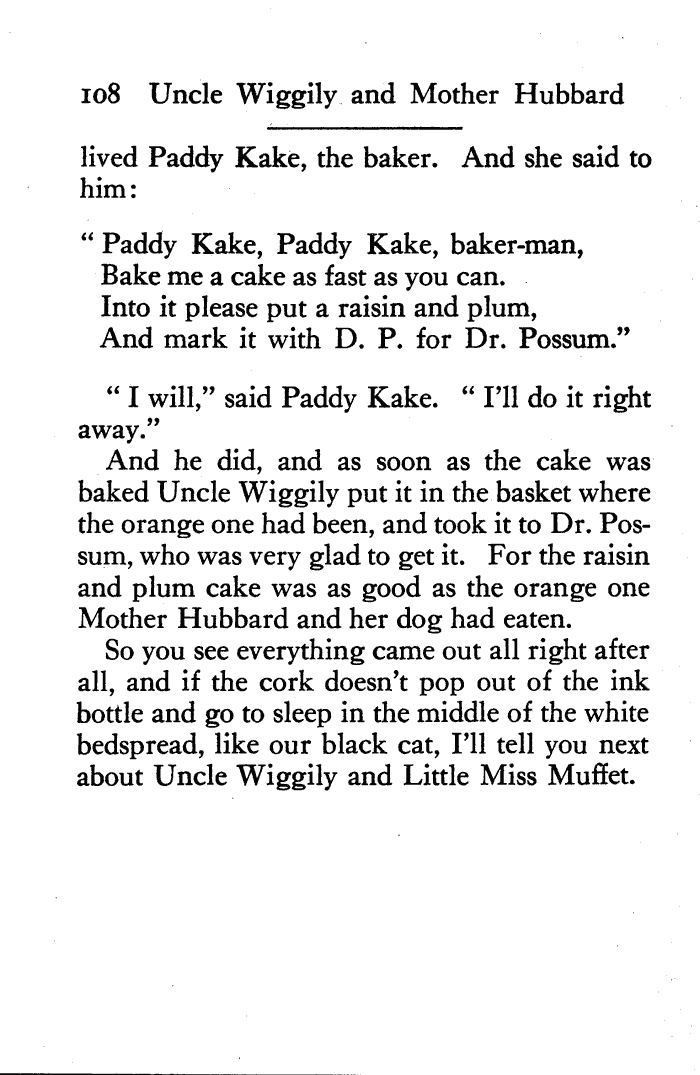 108 Uncle Wiggily and Mother Hubbard
lived Paddy Kake, the baker. And she said to
him:
“ Paddy Kake, Paddy Kake, baker-man,
Bake me a cake as fast as you can.
Into it please put a raisin and plum,
And mark it with D. P. for Dr. Possum.”
“ I will,” said Paddy Kake. “ I’ll do it right
away.”
And he did, and as soon as the cake was
baked Uncle Wiggily put it in the basket where
the orange one had been, and took it to Dr. Pos-
sum, who was very glad to get it. For the raisin
and plum cake was as good as the orange one
Mother Hubbard and her dog had eaten.
So you see everything came out all right after
all, and if the cork doesn’t pop out of the ink
bottle and go to sleep in the middle of the white
bedspread, like our black cat, I’ll tell you next
about Uncle Wiggily and Little Miss Muffet.